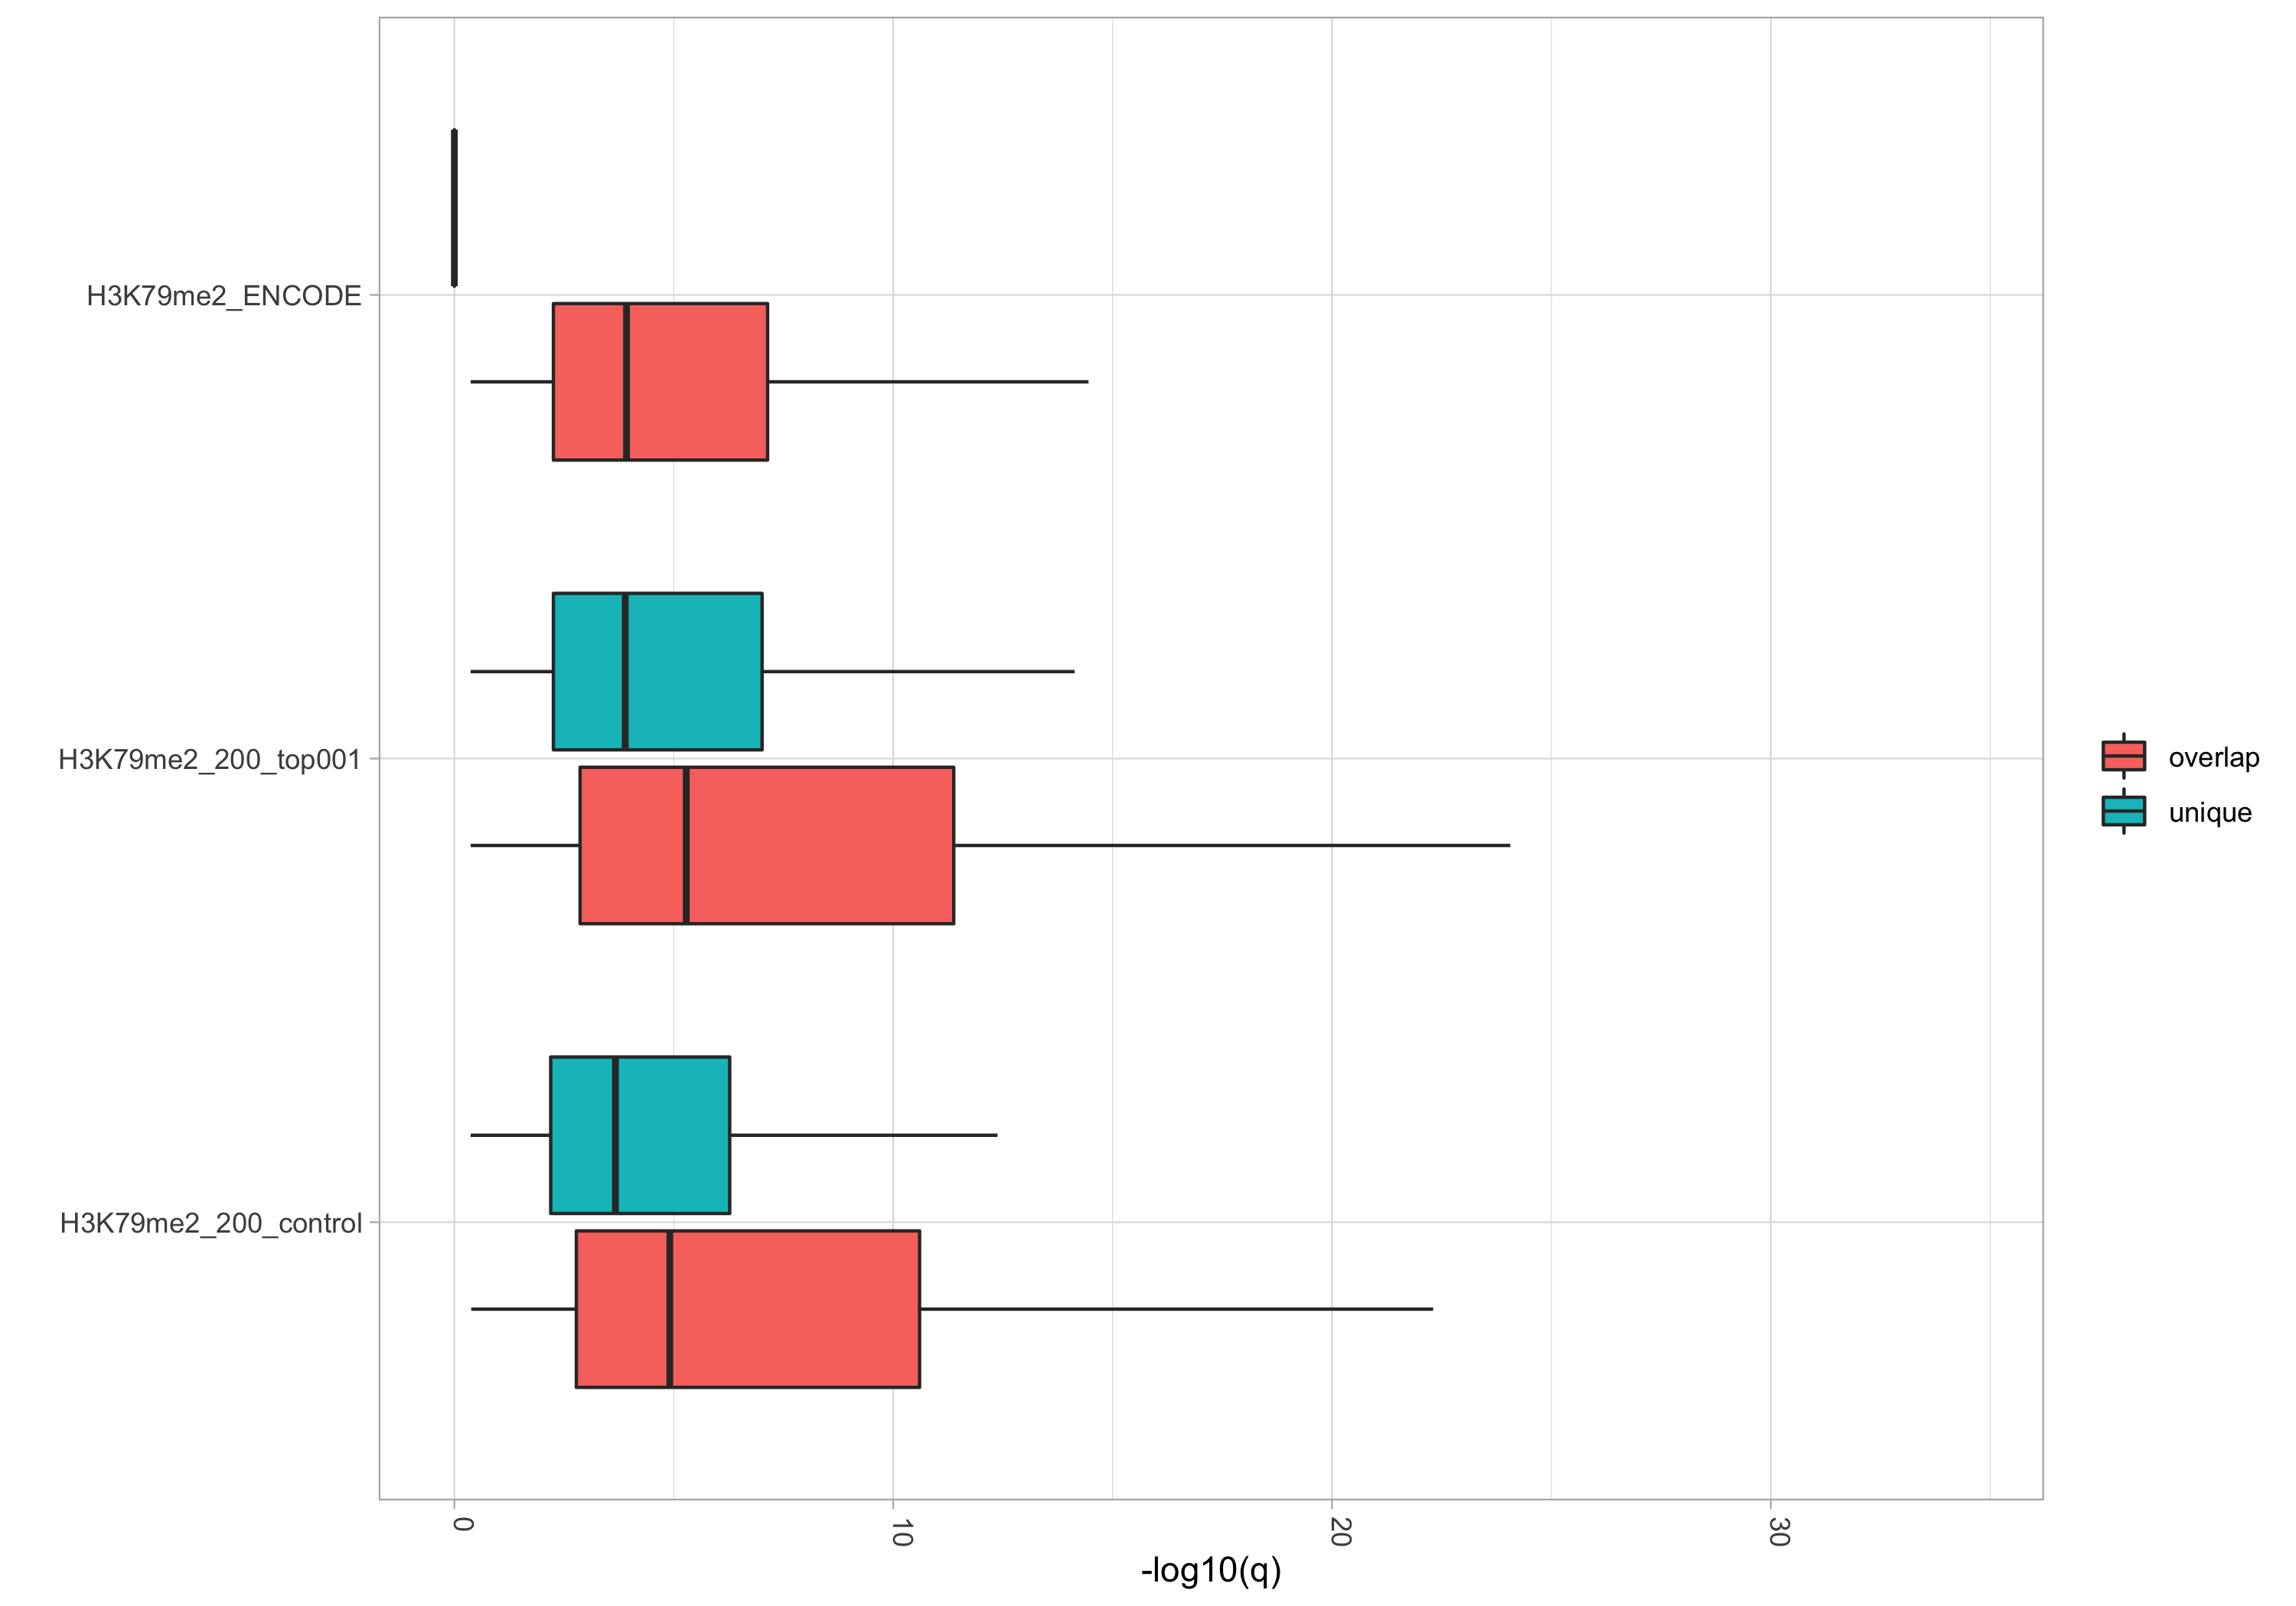 H3K79me2_ENCODE
H3K79me2_200_top001
H3K79me2_200_control
overlap
unique
0
10
20
30
-log10(q)